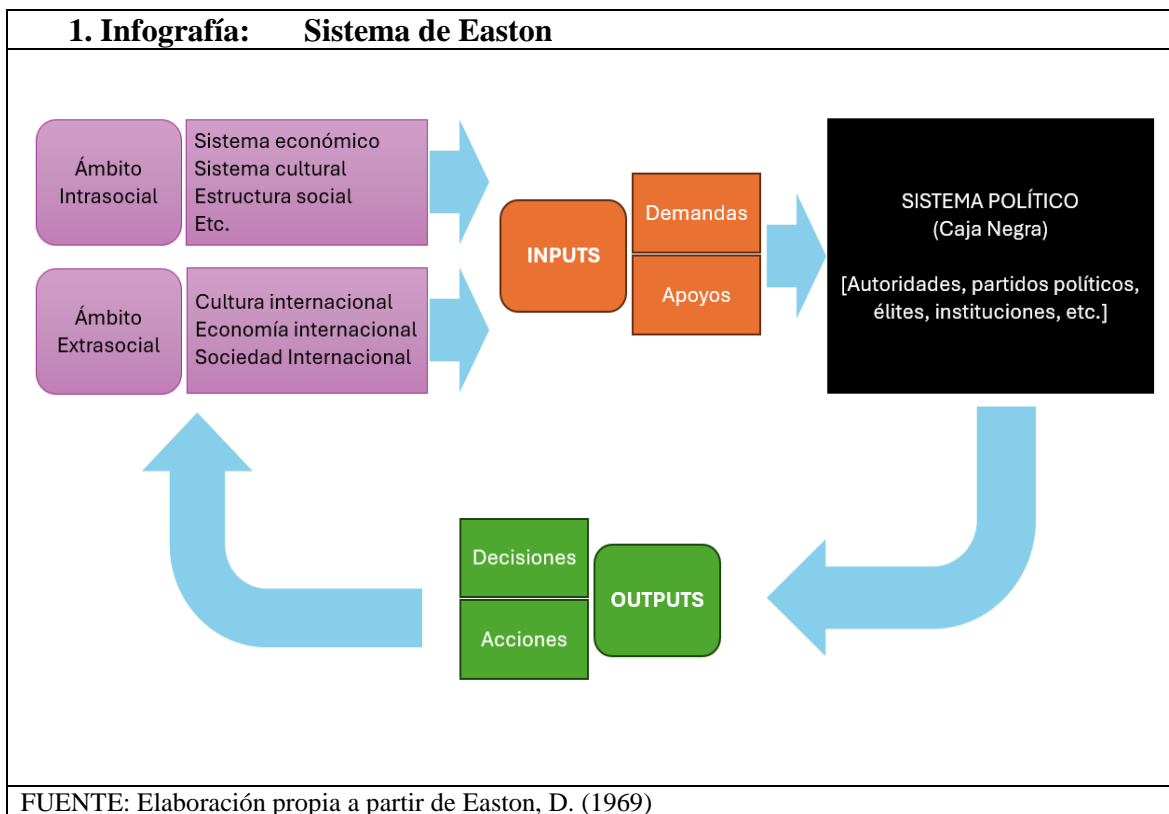 1. Infografía: Sistema de Easton
Ámbito
Intrasocial
Sistema económico
Sistema cultural
Estructura social
Etc.
Ámbito
Extrasocial
Cultura internacional
Economía internacional
Sociedad Internacional
INPUTS
Demandas
Apoyos
SISTEMA POLÍTICO
(Caja Negra)
[Autoridades, partidos políticos,
élites, instituciones, etc.]
Decisiones
Acciones
OUTPUTS
FUENTE: Elaboración propia a partir de Easton, D. (1969)